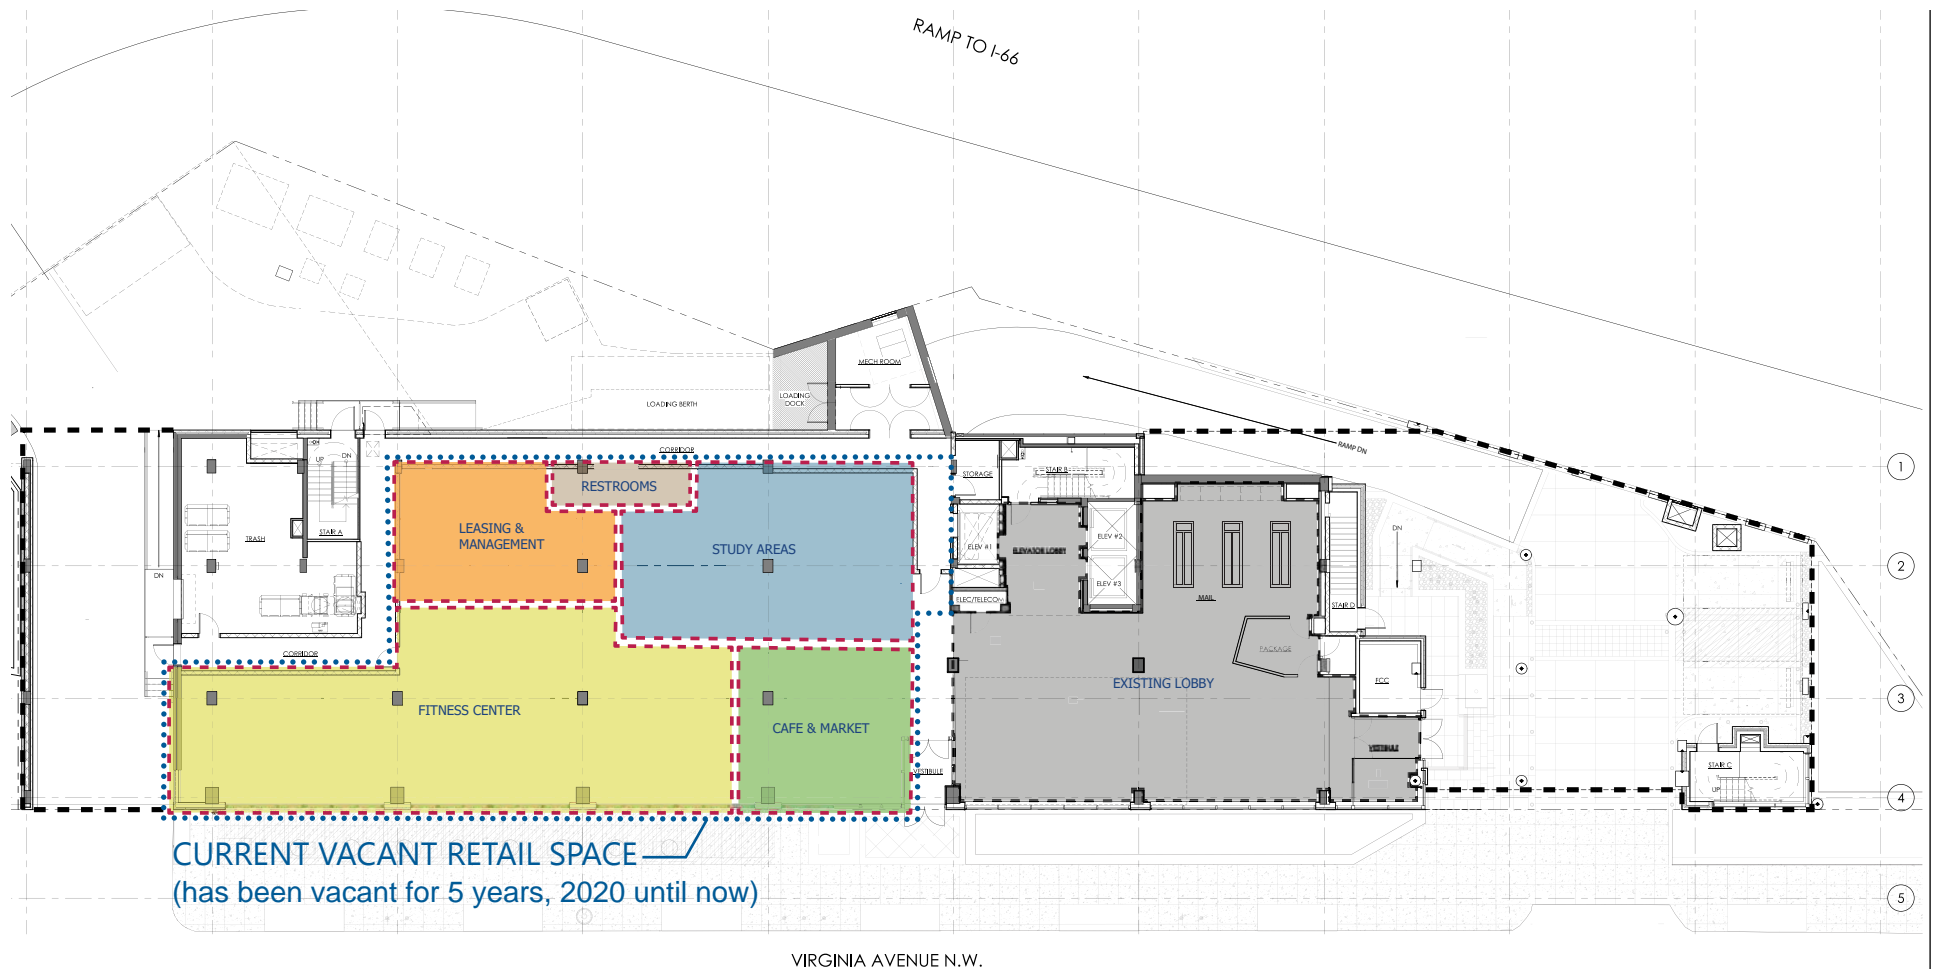 RAMP TO I-66
MECH ROOM
LOADING
DOCK
LOADING BERTH
CORRIDOR
RAMP DN
UP
DN
STAIR A
TRASH
DN
CORRIDOR
RESTROOMS
LEASING &
MANAGEMENT
STUDY AREAS
FITNESS CENTER
CAFE & MARKET
VESTIBULE
STORAGE
STAIR B
ELEV #1
ELEVATOR LOBBY
ELEV #2
ELEV #3
ELEC/TELECOM
MAIL
PACKAGE
EXISTING LOBBY
STAIR D
DN
FCC
VESTIBULE
STAIR C
UP
1
2
3
4
5
CURRENT VACANT RETAIL SPACE
(has been vacant for 5 years, 2020 until now)
VIRGINIA AVENUE N.W.